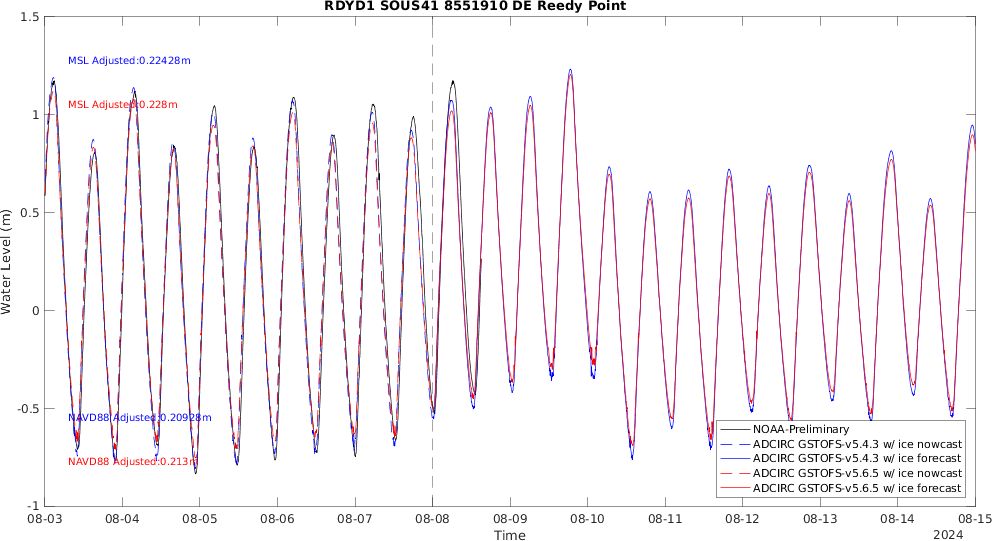 RDYD1 SOUS41 8551910 DE Reedy Point
1.5
1
0.5
0
-0.5
-1
Water Level (m)
MSL Adjusted:0.22428m
MSL Adjusted:0.228m
NAVD88 Adjusted:0.20928m
NAVD88 Adjusted:0.213m
NOAA-Preliminary
ADCIRC GSTOFS-v5.4.3 w/ ice nowcast
ADCIRC GSTOFS-v5.4.3 w/ ice forecast
ADCIRC GSTOFS-v5.6.5 w/ ice nowcast
ADCIRC GSTOFS-v5.6.5 w/ ice forecast
08-03 08-04 08-05 08-06 08-07 08-08 08-09 08-10 08-11 08-12 08-13 08-14 08-15
Time
2024